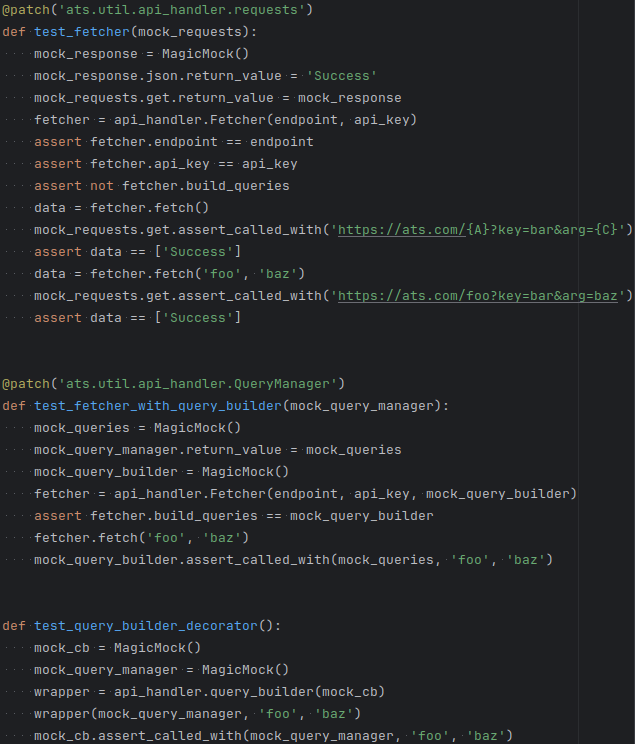 @patch('ats.util.api_handler.requests')
def test_fetcher(mock_requests):
    mock_response = MagicMock()
    mock_response.json.return_value = 'Success'
    mock_requests.get.return_value = mock_response
    fetcher = api_handler.Fetcher(endpoint, api_key)
    assert fetcher.endpoint == endpoint
    assert fetcher.api_key == api_key
    assert not fetcher.build_queries
    data = fetcher.fetch()
    mock_requests.get.assert_called_with('https://ats.com/{A}?key=bar&arg={C}')
    assert data == ['Success']
    data = fetcher.fetch('foo', 'baz')
    mock_requests.get.assert_called_with('https://ats.com/foo?key=bar&arg=baz')
    assert data == ['Success']

@patch('ats.util.api_handler.QueryManager')
def test_fetcher_with_query_builder(mock_query_manager):
    mock_queries = MagicMock()
    mock_query_manager.return_value = mock_queries
    mock_query_builder = MagicMock()
    fetcher = api_handler.Fetcher(endpoint, api_key, mock_query_builder)
    assert fetcher.build_queries == mock_query_builder
    fetcher.fetch('foo', 'baz')
    mock_query_builder.assert_called_with(mock_queries, 'foo', 'baz')

def test_query_builder_decorator():
    mock_cb = MagicMock()
    mock_query_manager = MagicMock()
    wrapper = api_handler.query_builder(mock_cb)
    wrapper(mock_query_manager, 'foo', 'baz')
    mock_cb.assert_called_with(mock_query_manager, 'foo', 'baz')